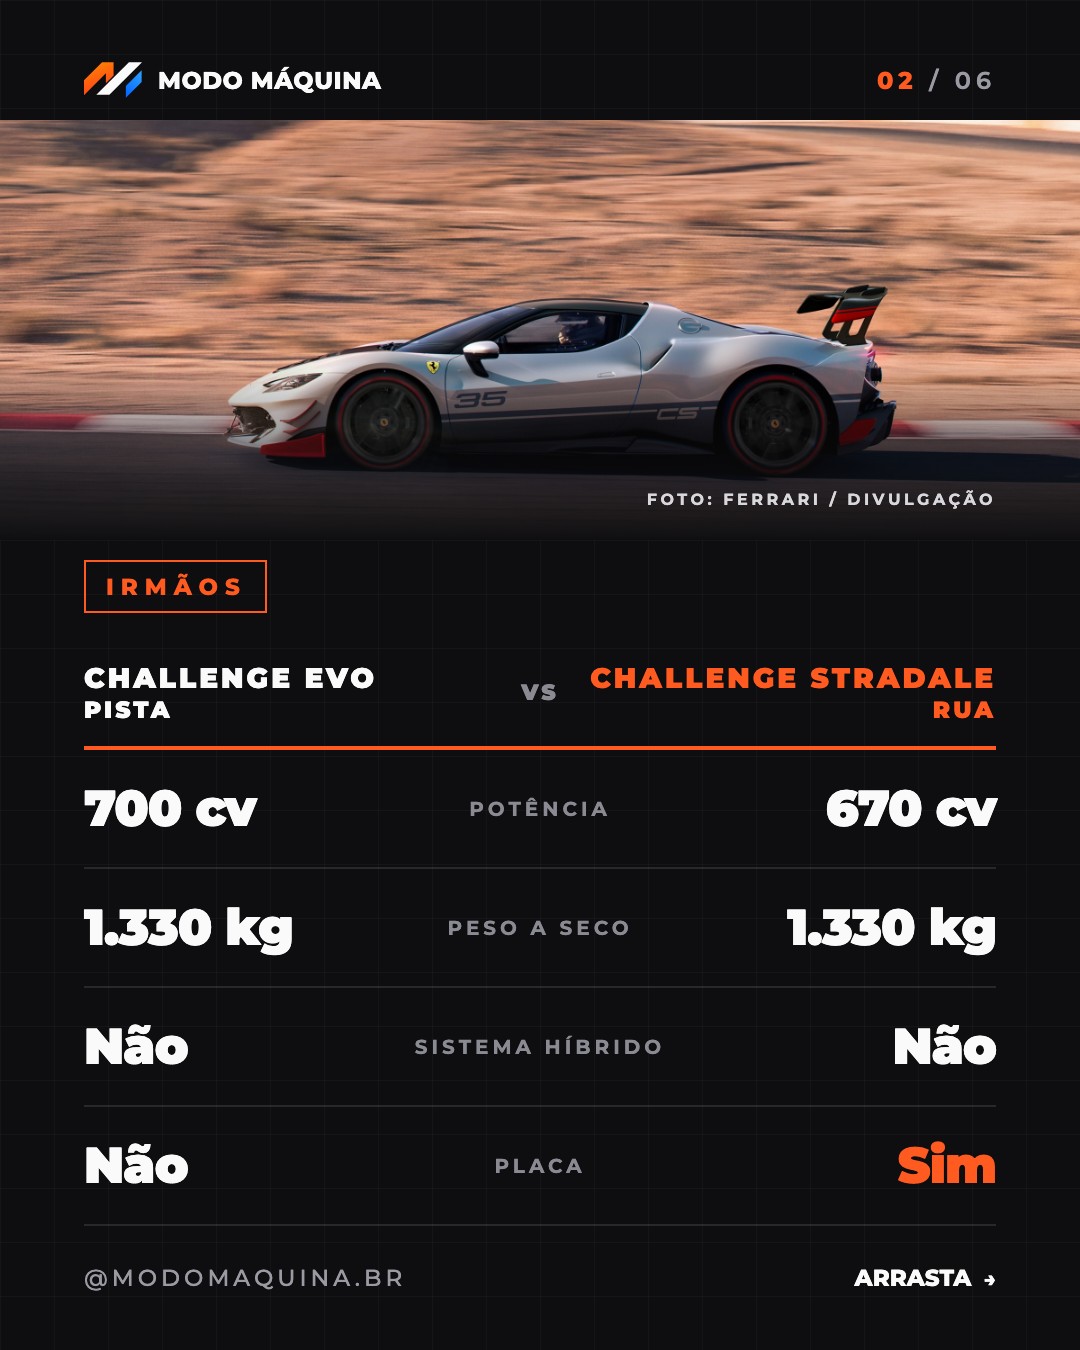 MODO MÁQUINA
02 / 06
35
CS
FOTO: FERRARI / DIVULGAÇÃO
IRMÃOS
CHALLENGE EVO
PISTA
VS
CHALLENGE STRADALE
RUA
700 cv
POTÊNCIA
670 cv
1.330 kg
PESO A SECO
1.330 kg
Não
SISTEMA HÍBRIDO
Não
Não
PLACA
Sim
@MODOMAQUINA.BR
ARRASTA →